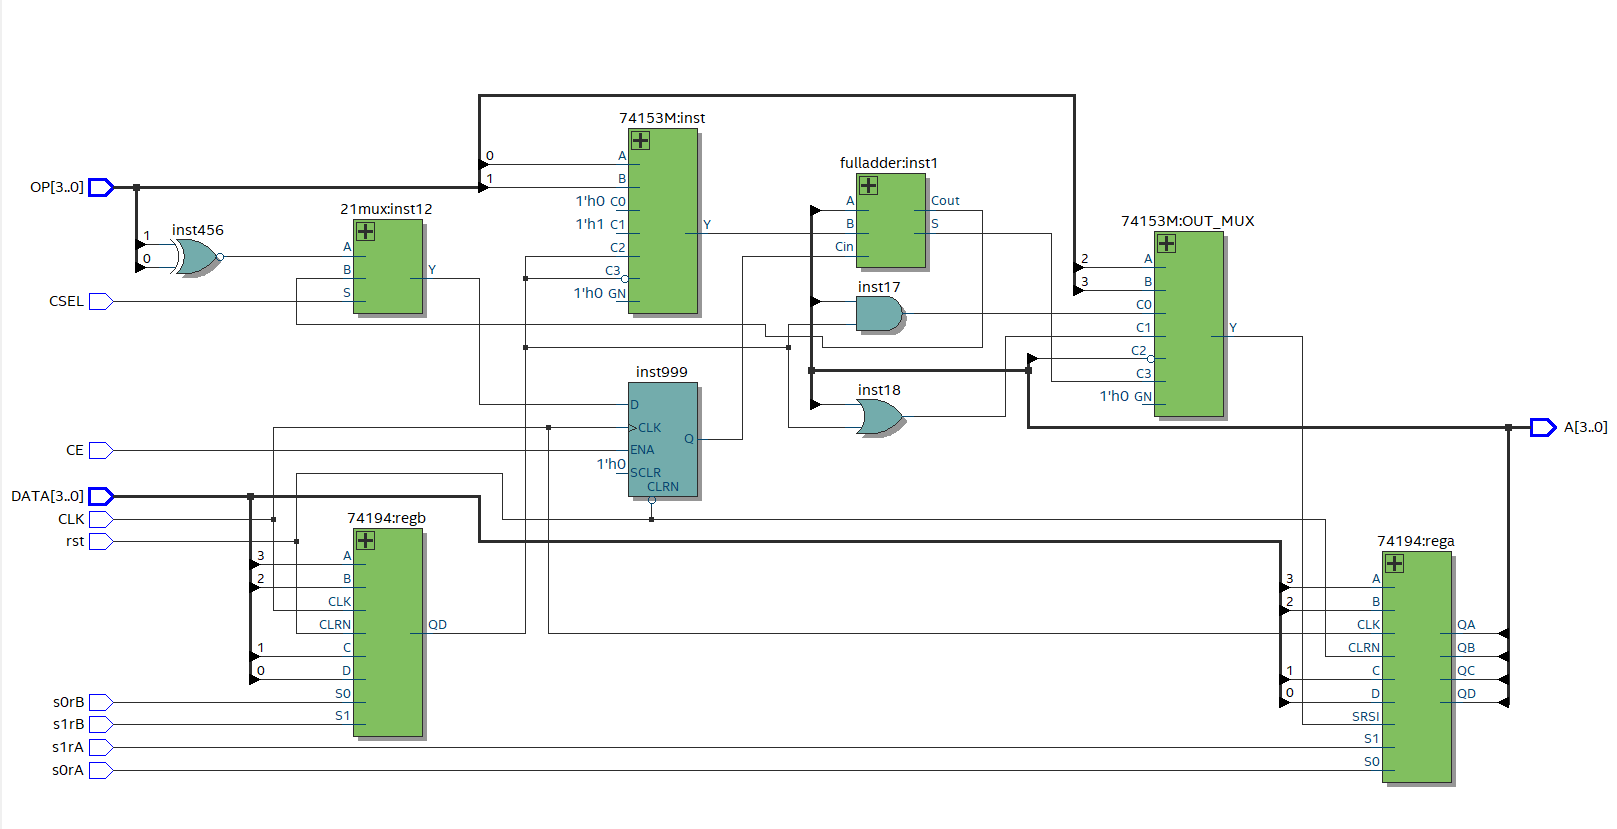 74153M:inst
0
A
1
B
1'h0 C0
1'h1 C1
C2
C3
1'h0 GN
Y
OP[3..0]
inst456
1
0
21mux:inst12
A
B
S
Y
CSEL
fulladder:inst1
A
B
Cin
Cout
S
inst17
inst18
74153M:OUT_MUX
2
A
3
B
C0
C1
C2
C3
1'h0 GN
Y
A[3..0]
inst999
D
CLK
ENA
1'h0
SCLR
CLRN
Q
CE
DATA[3..0]
CLK
rst
74194:regb
3
A
2
B
CLK
CLRN
1
C
0
D
S0
S1
QD
s0rB
s1rB
s1rA
s0rA
74194:rega
3
A
2
B
CLK
CLRN
1
C
0
D
SRSI
S1
S0
QA
QB
QC
QD